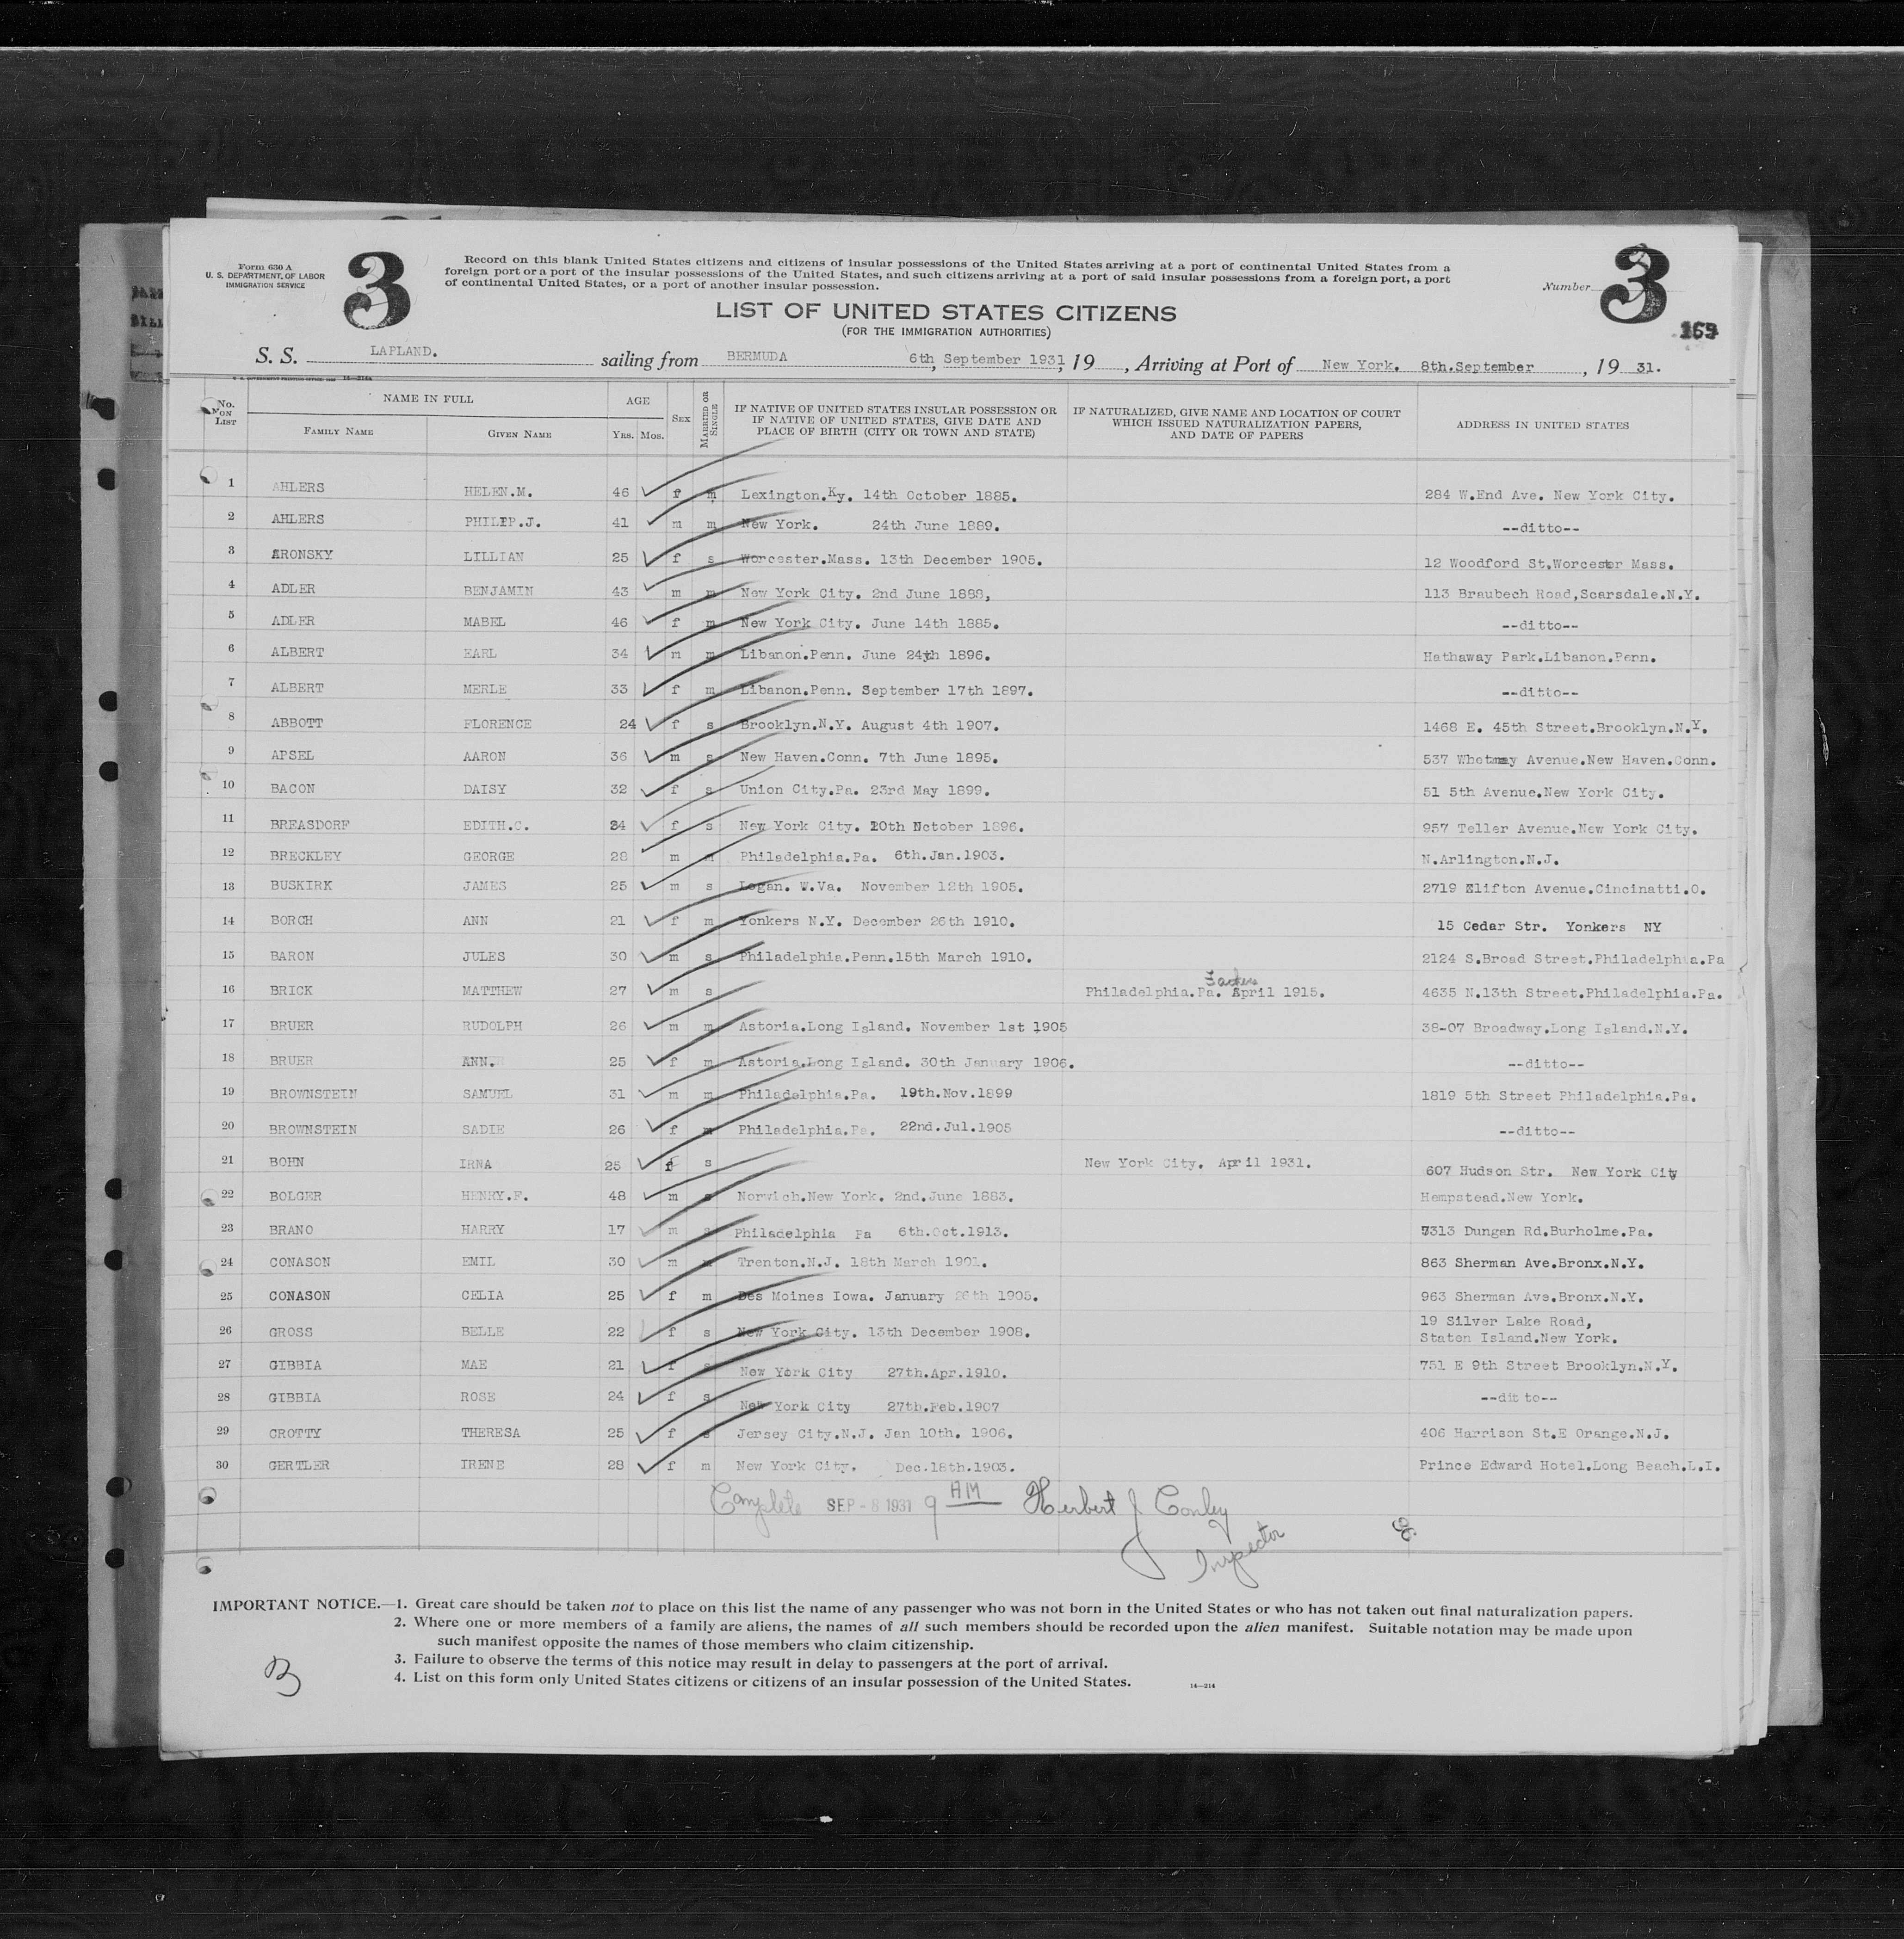 Form 630 A
U. S. DEPARTMENT OF LABOR
IMMIGRATION SERVICE
3
Record on this blank United States citizens and citizens of insular possessions of the United States arriving at a port of continental United States from a
foreign port or a port of the insular possessions of the United States, and such citizens arriving at a port of said insular possessions from a foreign port, a port
of continental United States, or a port of another insular possession.
Number 3
LIST OF UNITED STATES CITIZENS
(FOR THE IMMIGRATION AUTHORITIES)
S. S. LAPLAND. sailing from BERMUDA 6th, September 1931, 19 , Arriving at Port of New York. 8th.September , 19 31.
No. on List NAME IN FULL AGE Sex Married or Single IF NATIVE OF UNITED STATES INSULAR POSSESSION OR IF NATIVE OF UNITED STATES, GIVE DATE AND PLACE OF BIRTH (CITY OR TOWN AND STATE) IF NATURALIZED, GIVE NAME AND LOCATION OF COURT WHICH ISSUED NATURALIZATION PAPERS, AND DATE OF PAPERS ADDRESS IN UNITED STATES
Family Name Given Name Yrs. Mos.
1 AHLERS HELEN.M. 46 f m Lexington.Ky. 14th October 1885. 284 W.End Ave. New York City.
2 AHLERS PHILIP.J. 41 m m New York. 24th June 1889. --ditto--
3 ARONSKY LILLIAN 25 f s Worcester.Mass. 13th December 1905. 12 Woodford St.Worcester Mass.
4 ADLER BENJAMIN 43 m m New York City. 2nd June 1888, 113 Braubech Road,Scarsdale.N.Y.
5 ADLER MABEL 46 f m New York City. June 14th 1885. --ditto--
6 ALBERT EARL 34 m m Libanon.Penn. June 24th 1896. Hathaway Park.Libanon.Penn.
7 ALBERT MERLE 33 f m Libanon.Penn. September 17th 1897. --ditto--
8 ABBOTT FLORENCE 24 f s Brooklyn.N.Y. August 4th 1907. 1468 E. 45th Street.Brooklyn.N.Y.
9 APSEL AARON 36 m s New Haven.Conn. 7th June 1895. 537 Avenue.New Haven.Conn.
10 BACON DAISY 32 f s Union City.Pa. 23rd May 1899. 51 5th Avenue.New York City.
11 BREASDORF EDITH.C. 34 f s New York City. 1896. 957 Teller Avenue.New York City.
12 BRECKLEY GEORGE 28 m m Philadelphia.Pa. 6th.Jan.1903. N.Arlington.N.J.
13 BUSKIRK JAMES 25 m s Logan. W.Va. November 12th 1905. 2719 Elifton Avenue.Cincinatti.O.
14 BORCH ANN 21 f m Yonkers N.Y. December 26th 1910. 15 Cedar Str. Yonkers NY
15 BARON JULES 30 m s Philadelphia.Penn.15th March 1910. 2124 S.Broad Street.Philadelphia.Pa
16 BRICK MATTHEW 27 m s Philadelphia.Pa. April 1915. 4635 N.13th Street.Philadelphia.Pa.
17 BRUER RUDOLPH 26 m m Astoria.Long Island. November 1st 1905 38-07 Broadway.Long Island.N.Y.
18 BRUER ANN. 25 f m Astoria.Long Island. 30th January 1906. --ditto--
19 BROWNSTEIN SAMUEL 31 m m Philadelphia.Pa. 19th.Nov.1899 1819 5th Street Philadelphia.Pa.
20 BROWNSTEIN SADIE 26 f m Philadelphia.Pa. 22nd.Jul.1905 --ditto--
21 BOHN IRNA 25 f s New York City. April 1931. 607 Hudson Str. New York City
22 BOLGER HENRY.F. 48 m s Norwich.New York. 2nd.June 1883. Hempstead.New York.
23 BRANO HARRY 17 m s Philadelphia Pa 6th.Oct.1913. 7313 Dungan Rd.Burholme.Pa.
24 CONASON EMIL 30 m m Trenton.N.J. 18th March 1901. 863 Sherman Ave.Bronx.N.Y.
25 CONASON CELIA 25 f m Des Moines Iowa. January 26th 1905. 963 Sherman Ave.Bronx.N.Y.
26 GROSS BELLE 22 f s New York City. 13th December 1908. 19 Silver Lake Road,
Staten Island.New York.
27 GIBBIA MAE 21 f s New York City 27th.Apr.1910. 751 E 9th Street Brooklyn.N.Y.
28 GIBBIA ROSE 24 f s New York City 27th.Feb.1907 --dit to--
29 CROTTY THERESA 25 f s Jersey City.N.J. Jan 10th. 1906. 406 Harrison St.E Orange.N.J.
30 GERTLER IRENE 28 f m New York City. Dec.18th.1903. Prince Edward Hotel.Long Beach.L.I.
Complete SEP - 8 1931 9 AM Herbert J Conley
Inspector
IMPORTANT NOTICE.—1. Great care should be taken not to place on this list the name of any passenger who was not born in the United States or who has not taken out final naturalization papers.
2. Where one or more members of a family are aliens, the names of all such members should be recorded upon the alien manifest. Suitable notation may be made upon
such manifest opposite the names of those members who claim citizenship.
3. Failure to observe the terms of this notice may result in delay to passengers at the port of arrival.
4. List on this form only United States citizens or citizens of an insular possession of the United States. 14—214
B